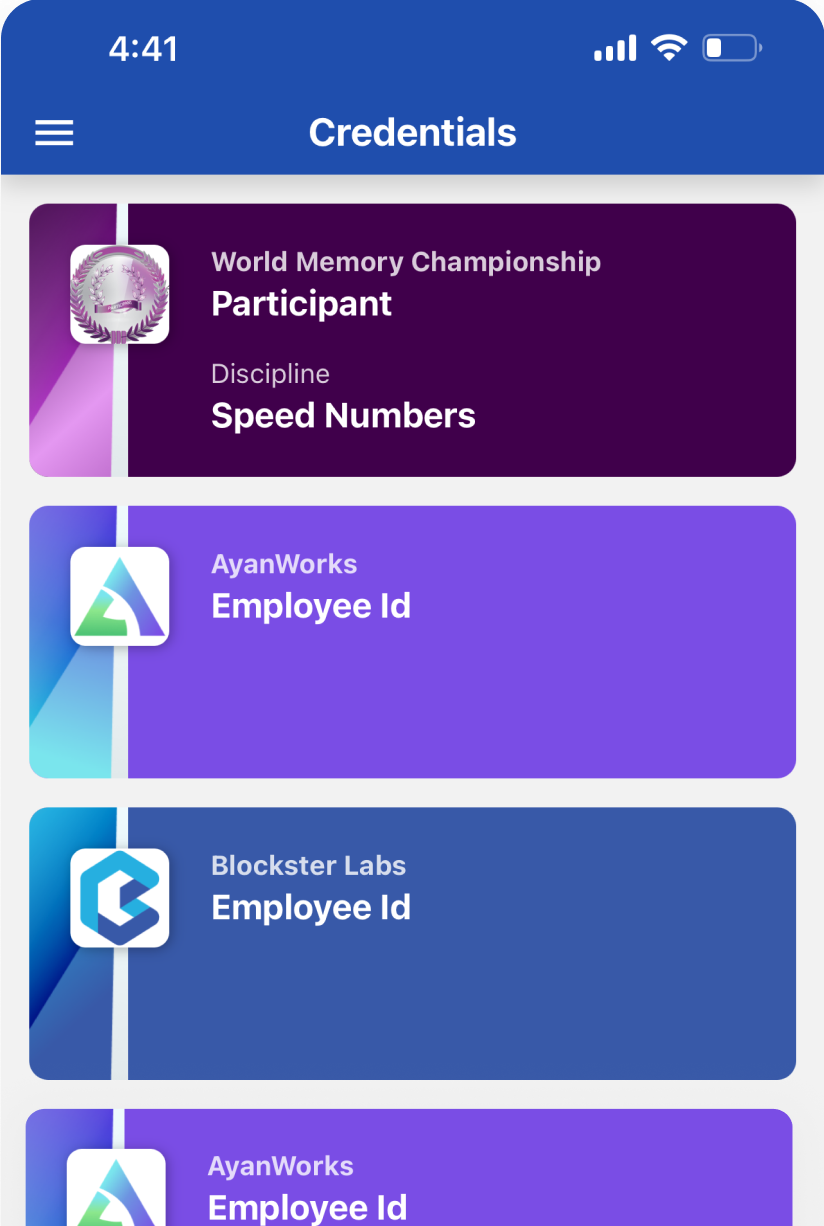 4:41
Credentials
World Memory Championship
Participant
Discipline
Speed Numbers
AyanWorks
Employee Id
Blockster Labs
Employee Id
AyanWorks
Employee Id